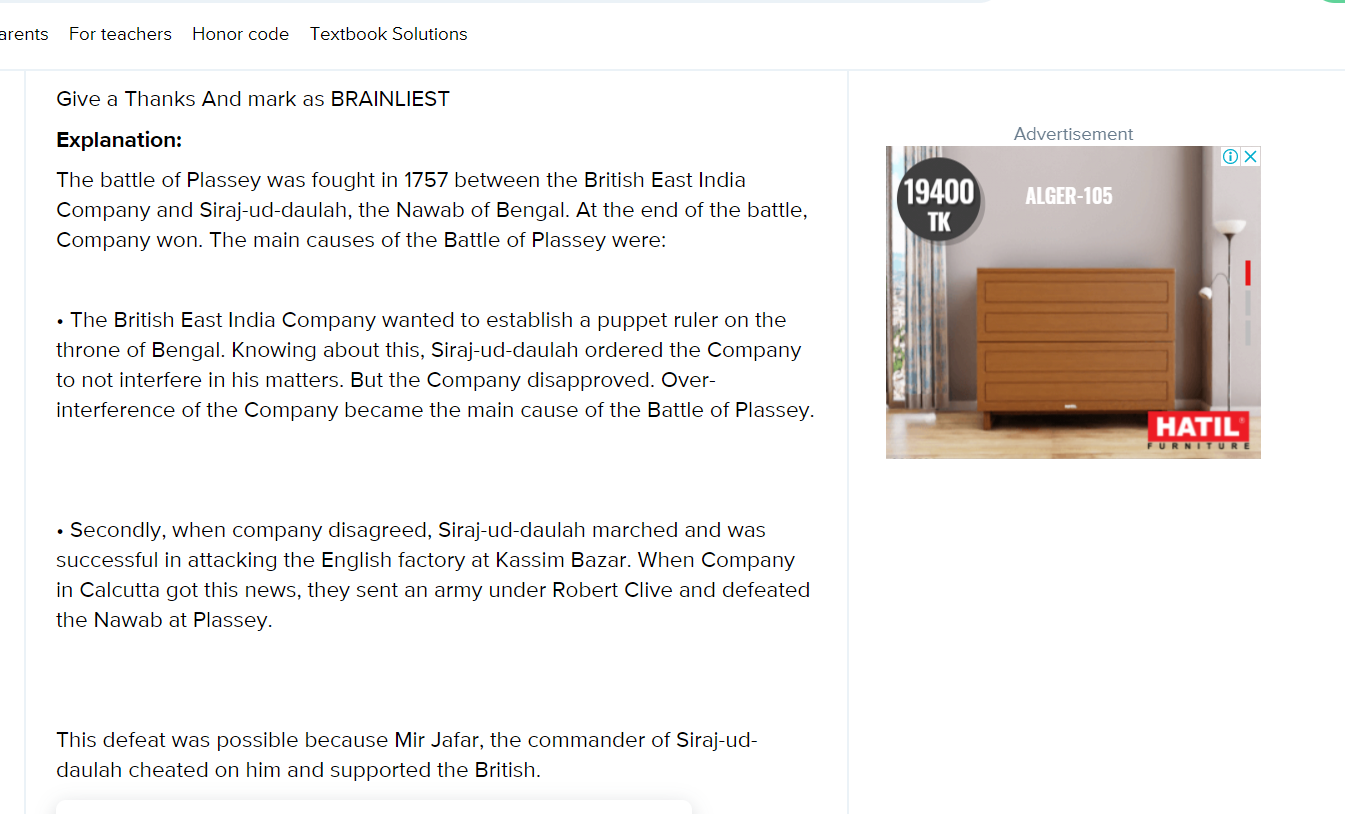 arents For teachers Honor code Textbook Solutions
Give a Thanks And mark as BRAINLIEST
Explanation:
The battle of Plassey was fought in 1757 between the British East India
Company and Siraj-ud-daulah, the Nawab of Bengal. At the end of the battle,
Company won. The main causes of the Battle of Plassey were:
• The British East India Company wanted to establish a puppet ruler on the
throne of Bengal. Knowing about this, Siraj-ud-daulah ordered the Company
to not interfere in his matters. But the Company disapproved. Over-
interference of the Company became the main cause of the Battle of Plassey.
• Secondly, when company disagreed, Siraj-ud-daulah marched and was
successful in attacking the English factory at Kassim Bazar. When Company
in Calcutta got this news, they sent an army under Robert Clive and defeated
the Nawab at Plassey.
This defeat was possible because Mir Jafar, the commander of Siraj-ud-
daulah cheated on him and supported the British.
Advertisement
19400
TK
ALGER-105
HATIL®
FURNITURE